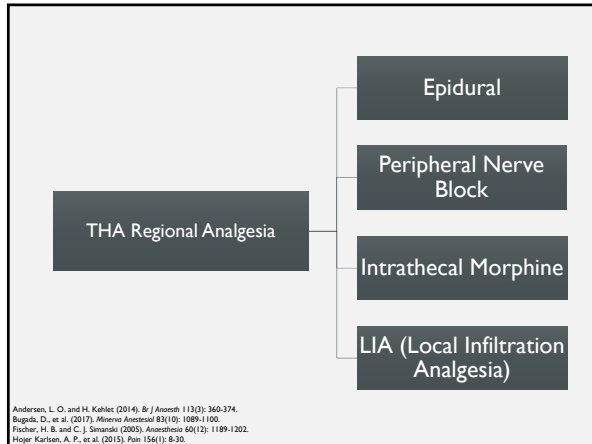 Epidural
Peripheral Nerve
Block
THA Regional Analgesia
Intrathecal Morphine
LIA (Local Infiltration
Analgesia)
Andersen, L. O. and H. Kehlet (2014). Br J Anaesth 113(3): 360-374.
Bugada, D., et al. (2017). Minerva Anestesiol 83(10): 1089-1100.
Fischer, H. B. and C. J. Simanski (2005). Anaesthesia 60(12): 1189-1202.
Hojer Karlsen, A. P., et al. (2015). Pain 156(1): 8-30.